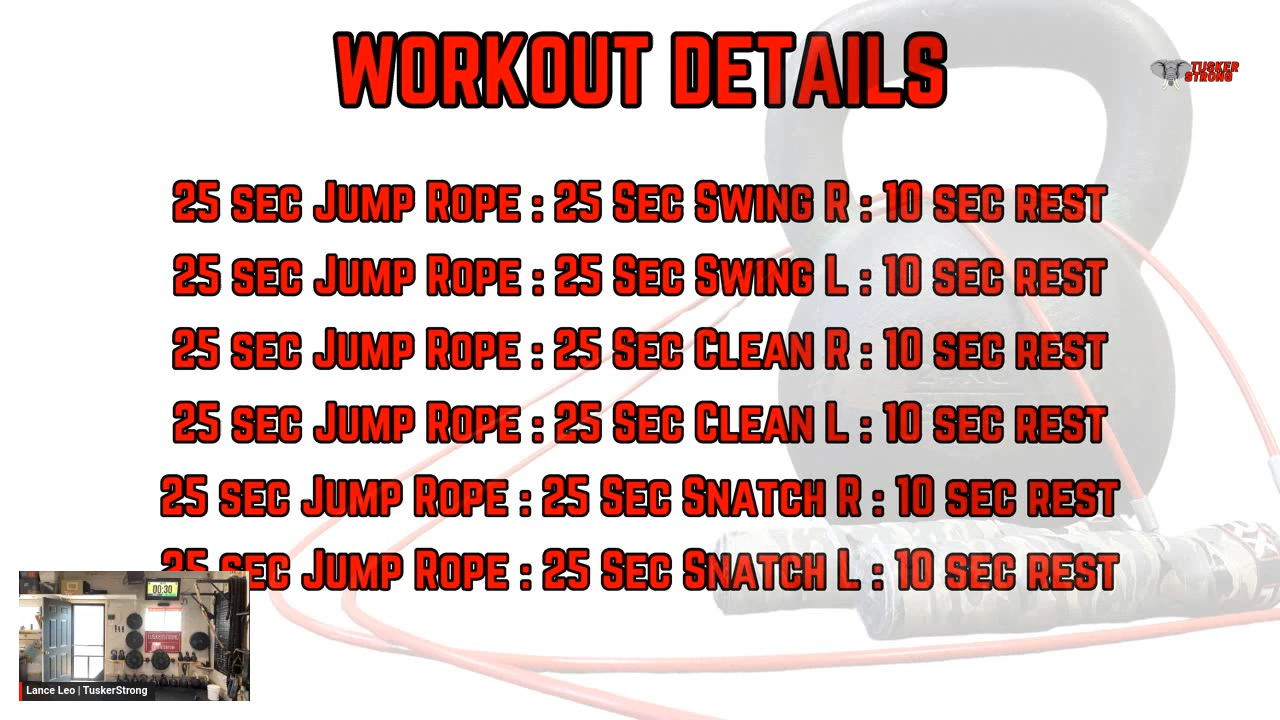 WORKOUT DETAILS
TUSKER
STRONG
25 SEC JUMP ROPE : 25 SEC SWING R : 10 SEC REST
25 SEC JUMP ROPE : 25 SEC SWING L : 10 SEC REST
25 SEC JUMP ROPE : 25 SEC CLEAN R : 10 SEC REST
25 SEC JUMP ROPE : 25 SEC CLEAN L : 10 SEC REST
25 SEC JUMP ROPE : 25 SEC SNATCH R : 10 SEC REST
25 SEC JUMP ROPE : 25 SEC SNATCH L : 10 SEC REST
00:30
TUSKERSTRONG
Lance Leo | TuskerStrong